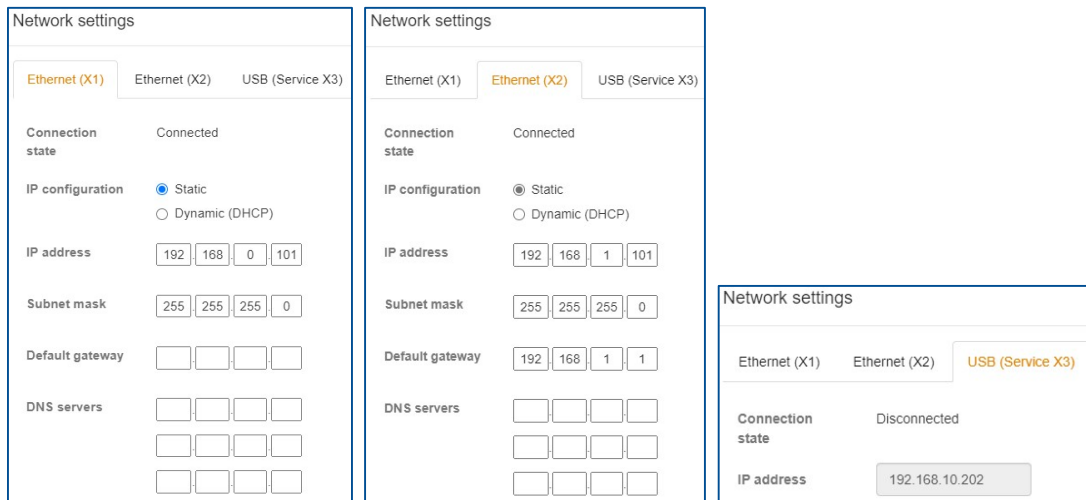 Network settings
Ethernet (X1) Ethernet (X2) USB (Service X3)
Connection state Connected
IP configuration Static
Dynamic (DHCP)
IP address 192.168.0.101
Subnet mask 255.255.255.0
Default gateway . . .
DNS servers . . .
. . .
. . .
Network settings
Ethernet (X1) Ethernet (X2) USB (Service X3)
Connection state Connected
IP configuration Static
Dynamic (DHCP)
IP address 192.168.1.101
Subnet mask 255.255.255.0
Default gateway 192.168.1.1
DNS servers . . .
. . .
. . .
Network settings
Ethernet (X1) Ethernet (X2) USB (Service X3)
Connection state Disconnected
IP address 192.168.10.202